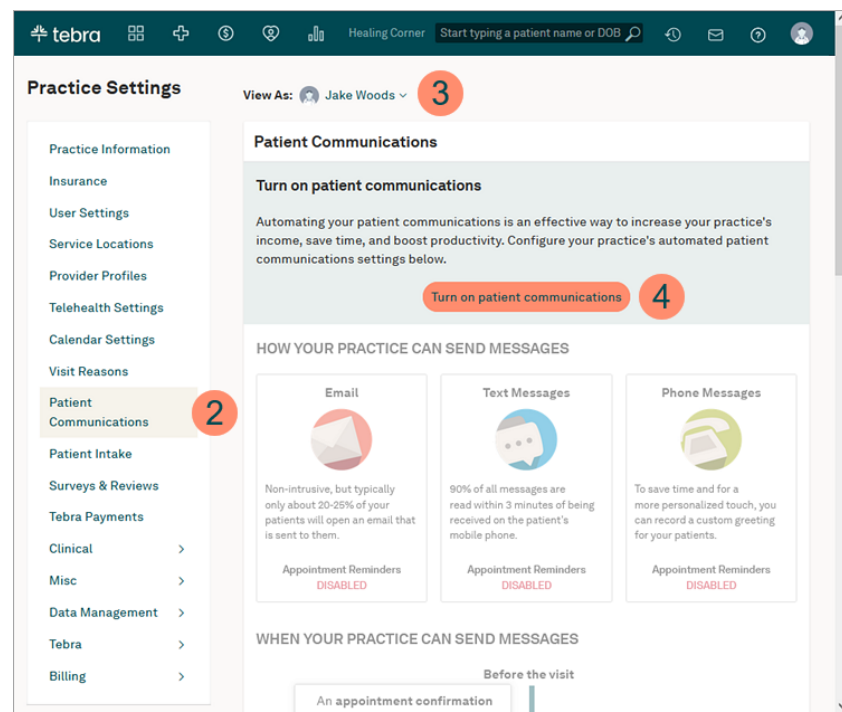 tebra
Healing Corner
Start typing a patient name or DOB
Practice Settings
View As: Jake Woods
3
Practice Information
Insurance
User Settings
Service Locations
Provider Profiles
Telehealth Settings
Calendar Settings
Visit Reasons
Patient
Communications
2
Patient Intake
Surveys & Reviews
Tebra Payments
Clinical
Misc
Data Management
Tebra
Billing
Patient Communications
Turn on patient communications
Automating your patient communications is an effective way to increase your practice's
income, save time, and boost productivity. Configure your practice's automated patient
communications settings below.
Turn on patient communications
4
HOW YOUR PRACTICE CAN SEND MESSAGES
Email
Non-intrusive, but typically
only about 20-25% of your
patients will open an email that
is sent to them.
Appointment Reminders
DISABLED
Text Messages
90% of all messages are
read within 3 minutes of being
received on the patient's
mobile phone.
Appointment Reminders
DISABLED
Phone Messages
To save time and for a
more personalized touch, you
can record a custom greeting
for your patients.
Appointment Reminders
DISABLED
WHEN YOUR PRACTICE CAN SEND MESSAGES
Before the visit
An appointment confirmation